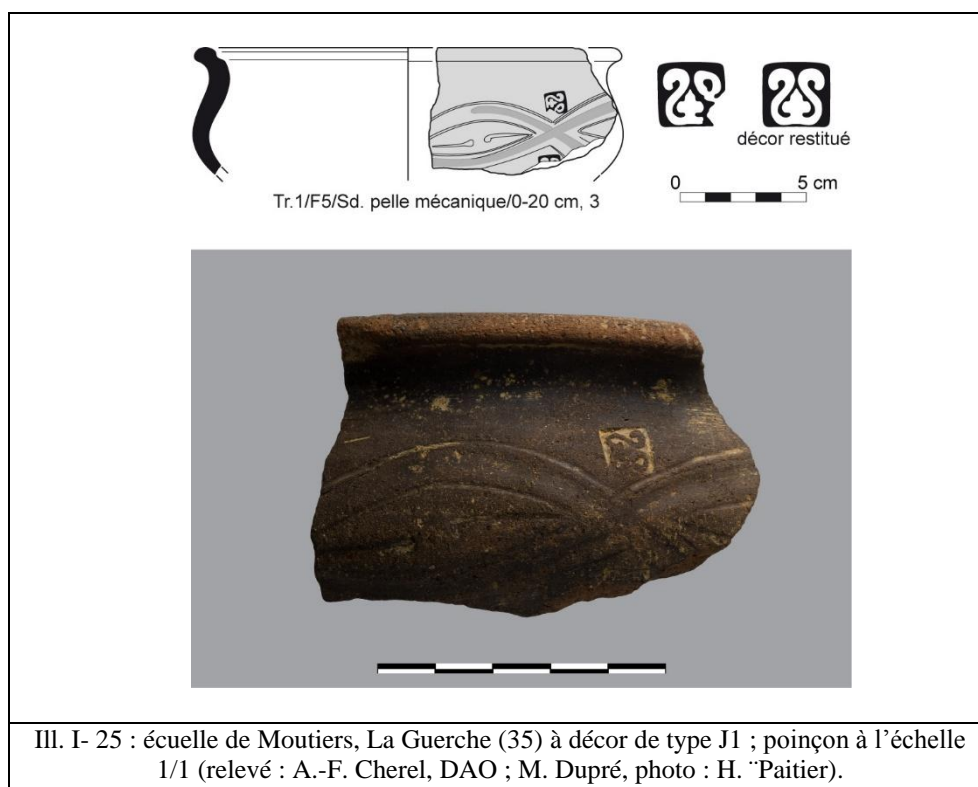 décor restitué
0 5 cm
Tr.1/F5/Sd. pelle mécanique/0-20 cm, 3
Ill. I- 25 : écuelle de Moutiers, La Guerche (35) à décor de type J1 ; poinçon à l’échelle
1/1 (relevé : A.-F. Cherel, DAO ; M. Dupré, photo : H. ¨Paitier).